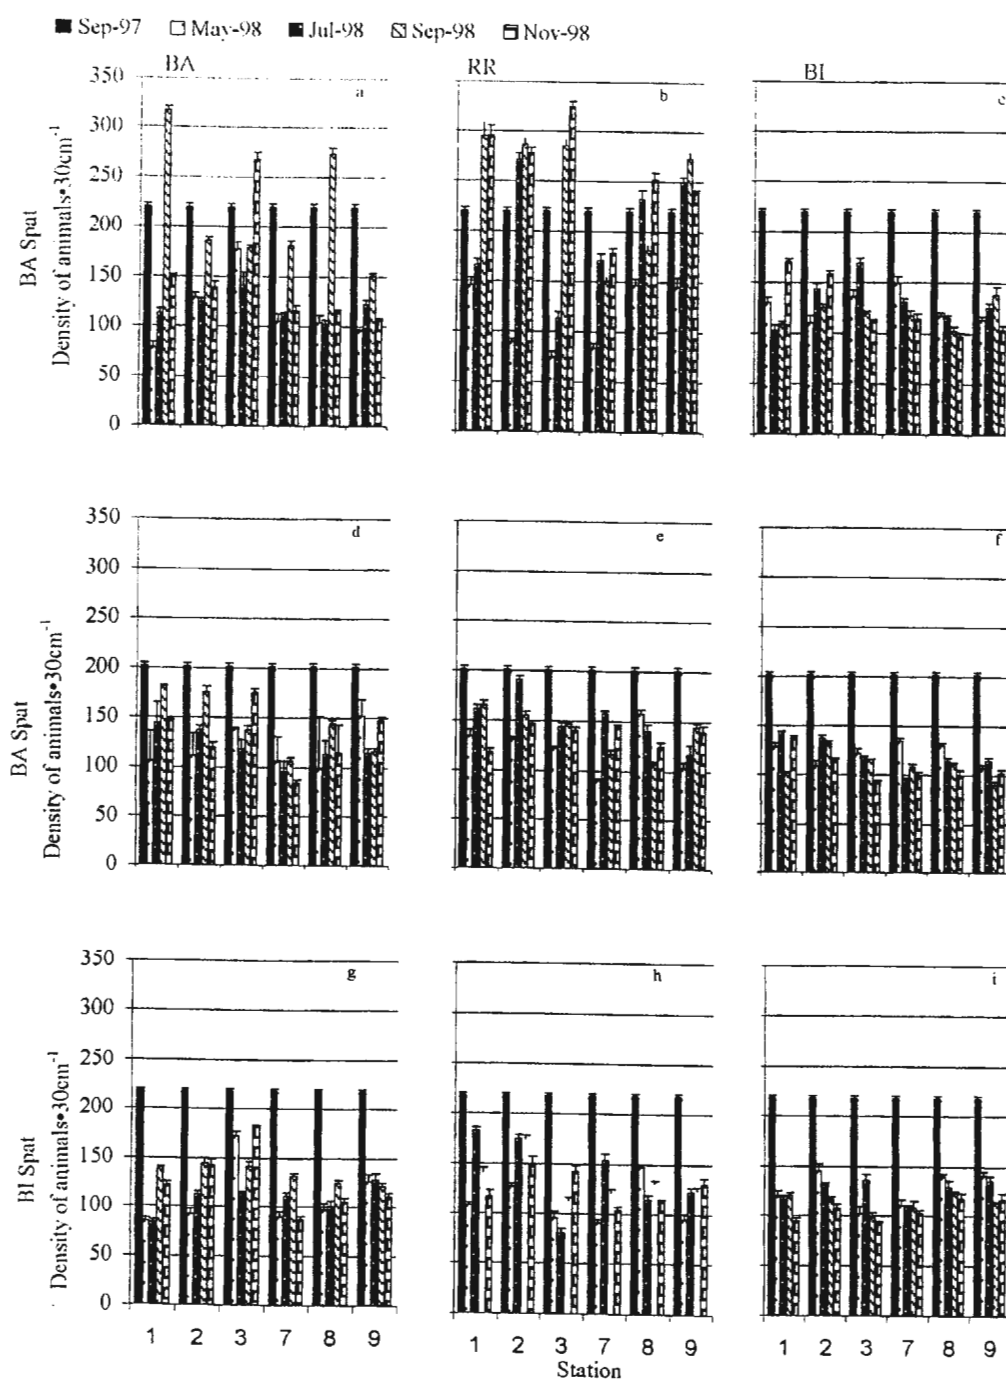 Sep-97 May-98 Jul-98 Sep-98 Nov-98
BA RR BI
a b c
BA Spat
Density of animals•30cm-1
350
300
250
200
150
100
50
0
d e f
BA Spat
Density of animals•30cm-1
350
300
250
200
150
100
50
0
g h i
BI Spat
Density of animals•30cm-1
350
300
250
200
150
100
50
0
1 2 3 7 8 9 1 2 3 7 8 9 1 2 3 7 8 9
Station